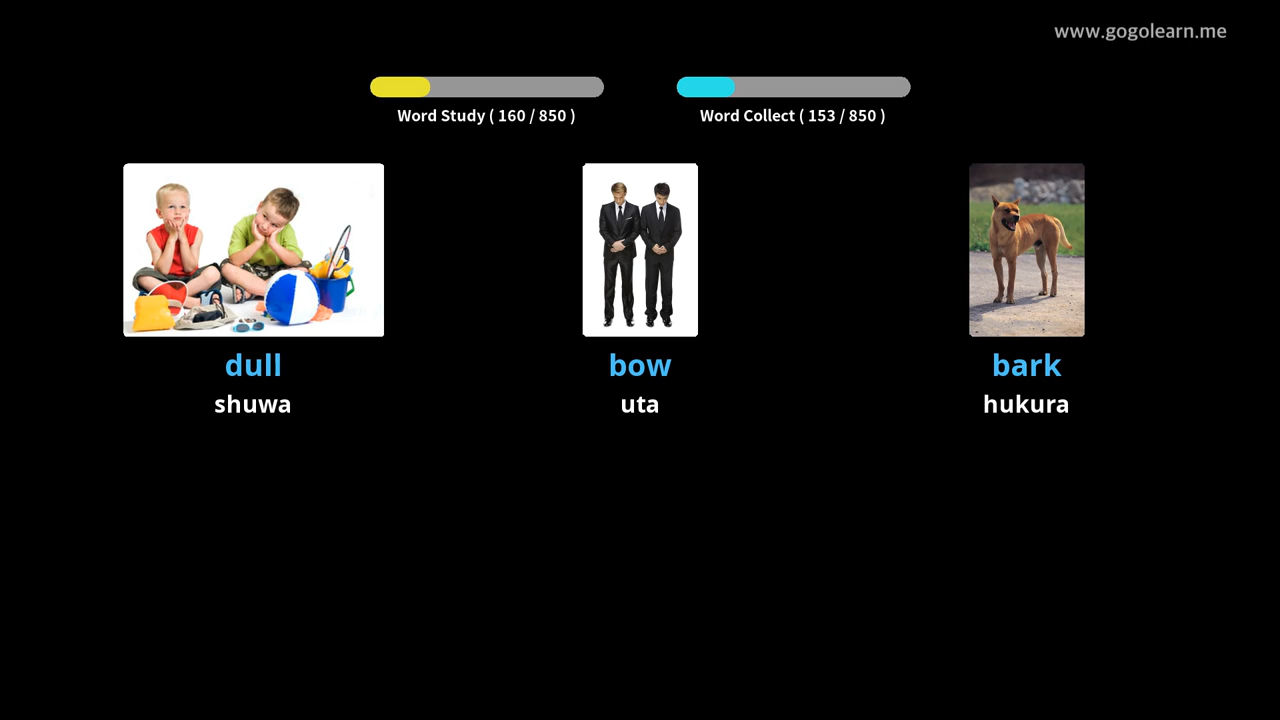 www.gogolearn.me
Word Study ( 160 / 850 )
Word Collect ( 153 / 850 )
dull
shuwa
bow
uta
bark
hukura